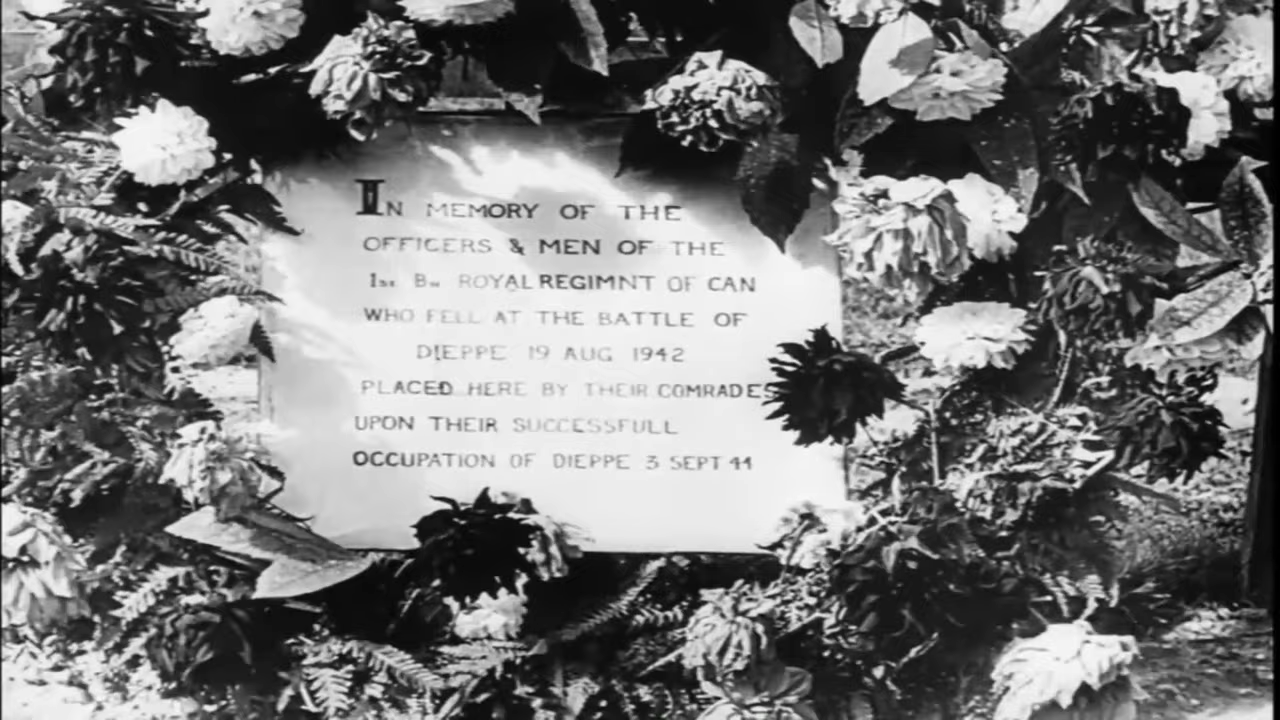 IN MEMORY OF THE
OFFICERS & MEN OF THE
1st Bn ROYAL REGIMNT OF CAN
WHO FELL AT THE BATTLE OF
DIEPPE 19 AUG 1942
PLACED HERE BY THEIR COMRADES
UPON THEIR SUCCESSFULL
OCCUPATION OF DIEPPE 3 SEPT 44